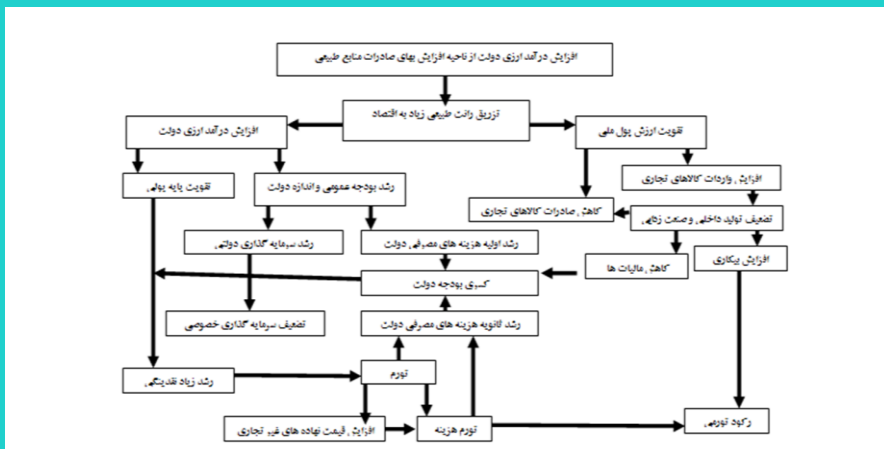 افزایش درآمد ارزی دولت از ناحیه افزایش بهای صادرات منابع طبیعی
تزریق رانت طبیعی زیاد به اقتصاد
تقویت ارزش پول ملی
افزایش درآمد ارزی دولت
افزایش واردات کالاهای تجاری
رشد بودجه عمومی و اندازه دولت
تقویت پایه پولی
کاهش صادرات کالاهای تجاری
تضعیف تولید داخلی و صنعت زدایی
رشد اولیه هزینه های مصرفی دولت
رشد سرمایه گذاری دولتی
افزایش بیکاری
کاهش مالیات ها
کسری بودجه دولت
رشد ثانویه هزینه های مصرفی دولت
تضعیف سرمایه گذاری خصوصی
تورم
رشد زیاد نقدینگی
رکود تورمی
تورم هزینه
افزایش قیمت نهاده های غیر تجاری